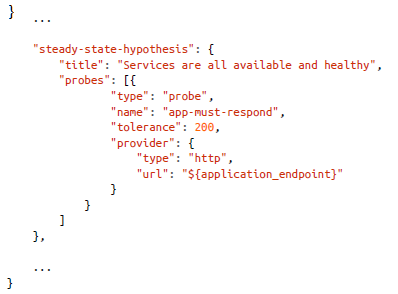 }
...
"steady-state-hypothesis": {
"title": "Services are all available and healthy",
"probes": [{
"type": "probe",
"name": "app-must-respond",
"tolerance": 200,
"provider": {
"type": "http",
"url": "${application_endpoint}"
}
}
]
},
...
}